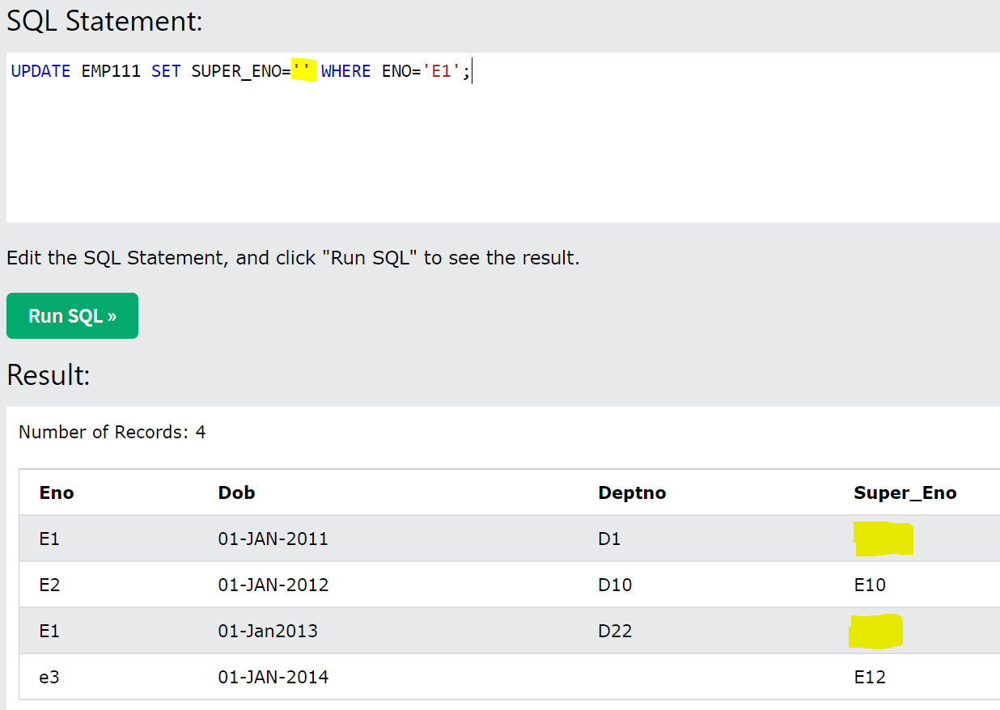 SQL Statement:
UPDATE EMP111 SET SUPER_ENO='' WHERE ENO='E1';
Edit the SQL Statement, and click "Run SQL" to see the result.
Run SQL »
Result:
Number of Records: 4
Eno Dob Deptno Super_Eno
E1 01-JAN-2011 D1
E2 01-JAN-2012 D10 E10
E1 01-Jan2013 D22
e3 01-JAN-2014 E12